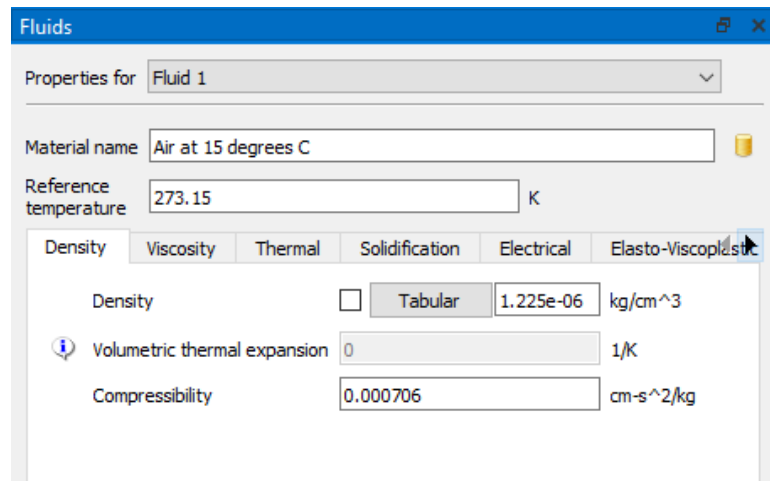 Fluids
Properties for Fluid 1
Material name Air at 15 degrees C
Reference temperature 273.15 K
Density Viscosity Thermal Solidification Electrical Elasto-Viscoplastic
Density Tabular 1.225e-06 kg/cm^3
Volumetric thermal expansion 0 1/K
Compressibility 0.000706 cm-s^2/kg